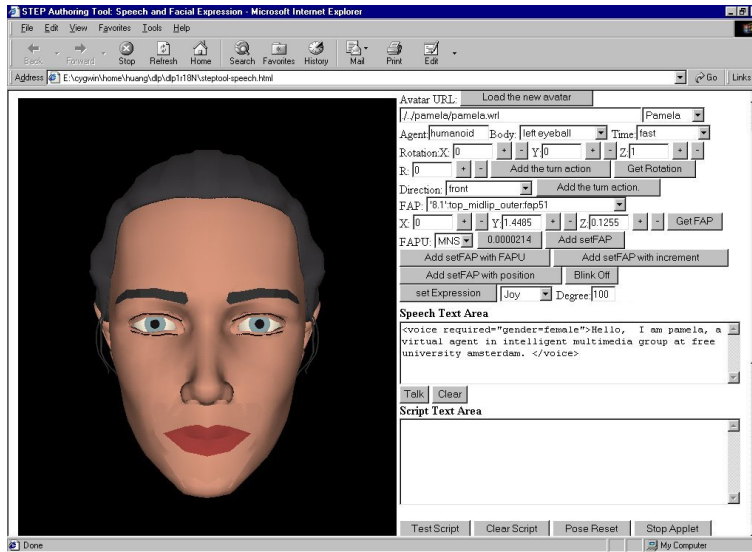 STEP Authoring Tool: Speech and Facial Expression - Microsoft Internet Explorer
File Edit View Favorites Tools Help
Back Forward Stop Refresh Home Search Favorites History Mail Print Edit
Address E:\cygwin\home\huang\dlp\dlp1r18N\steptool-speech.html Go Links
Avatar URL: Load the new avatar
./../pamela/pamela.wrl Pamela
Agent: humanoid Body: left eyeball Time: fast
Rotation:X: 0 + - Y: 0 + - Z: 1 + -
R: 0 + - Add the turn action Get Rotation
Direction: front Add the turn action.
FAP: "8.1':top_midlip_outer:fap51
X: 0 + - Y: 1.4485 + - Z: 0.1255 + - Get FAP
FAPU: MNS 0.0000214 Add setFAP
Add setFAP with FAPU Add setFAP with increment
Add setFAP with position Blink Off
set Expression Joy Degree: 100
Speech Text Area
<voice required="gender=female">Hello, I am pamela, a
virtual agent in intelligent multimedia group at free
university amsterdam. </voice>
Talk Clear
Script Text Area
Test Script Clear Script Pose Reset Stop Applet
Done My Computer